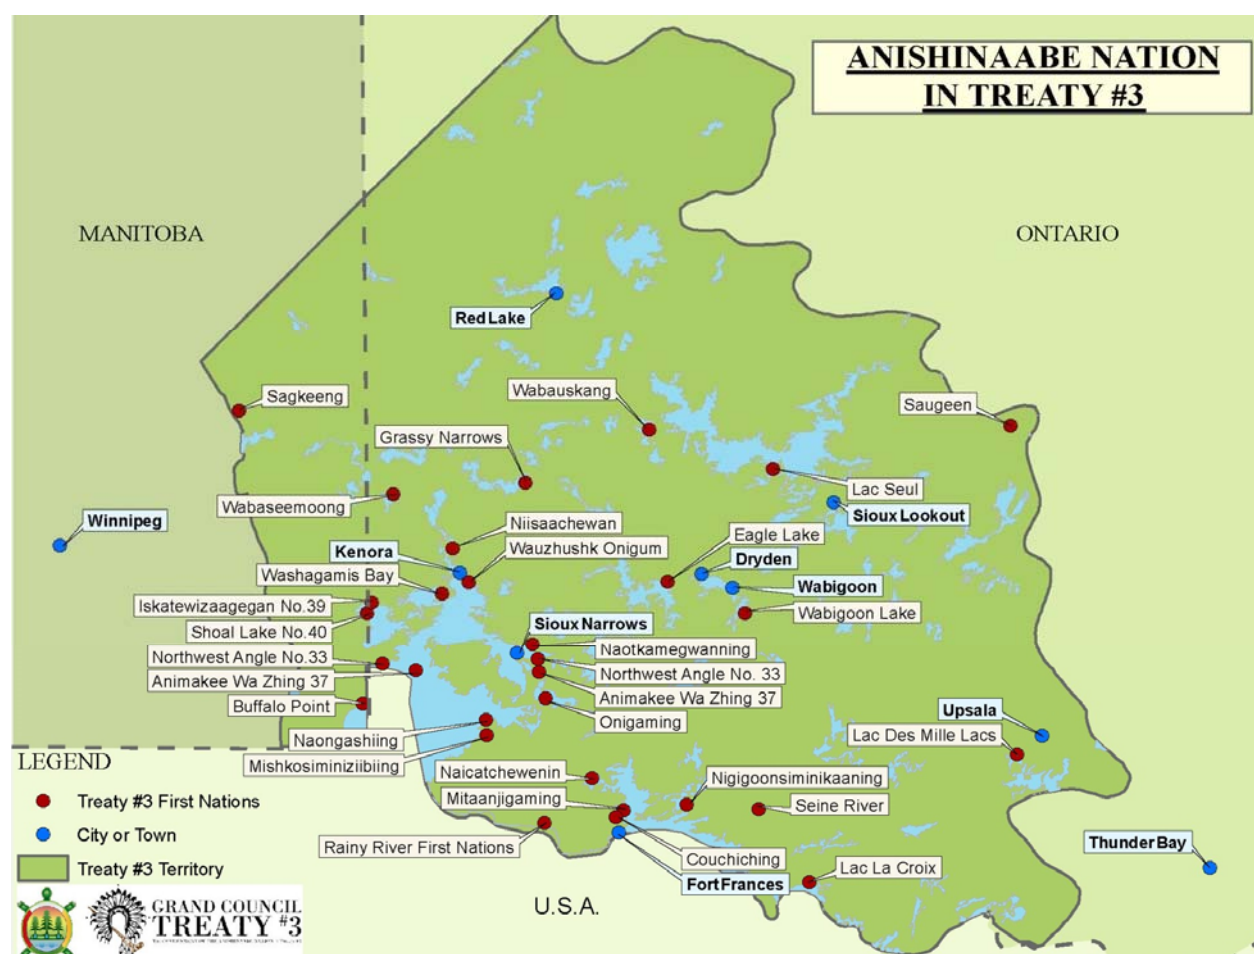 ANISHINAABE NATION
IN TREATY #3
MANITOBA
ONTARIO
Red Lake
Sagkeeng
Wabauskang
Saugeen
Grassy Narrows
Lac Seul
Wabaseemoong
Sioux Lookout
Winnipeg
Niisaachewan
Eagle Lake
Kenora
Wauzhushk Onigum
Dryden
Washagamis Bay
Wabigoon
Iskatewizaagegan No.39
Wabigoon Lake
Shoal Lake No.40
Sioux Narrows
Naotkamegwanning
Northwest Angle No.33
Northwest Angle No. 33
Animakee Wa Zhing 37
Animakee Wa Zhing 37
Buffalo Point
Onigaming
Upsala
Naongashiing
Lac Des Mille Lacs
Mishkosiminiziibiing
Naicatchewenin
Nigigoonsiminikaaning
Mitaanjigaming
Seine River
Rainy River First Nations
Couchiching
Thunder Bay
Fort Frances
Lac La Croix
U.S.A.
LEGEND
Treaty #3 First Nations
City or Town
Treaty #3 Territory
GRAND COUNCIL
TREATY #3